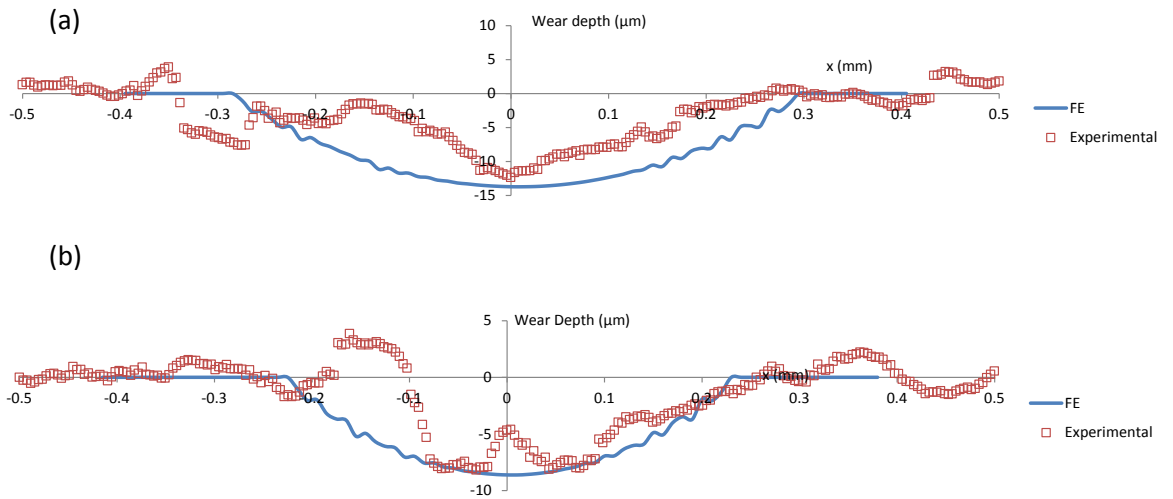 (a)
Wear depth (µm)
10
5
x (mm)
0
-0.5 -0.4 -0.3 -0.2 -0.1 0 0.1 0.2 0.3 0.4 0.5
-5
-10
-15
FE
Experimental
(b)
Wear Depth (µm)
5
0
x (mm)
-0.5 -0.4 -0.3 -0.2 -0.1 0 0.1 0.2 0.3 0.4 0.5
-5
-10
FE
Experimental